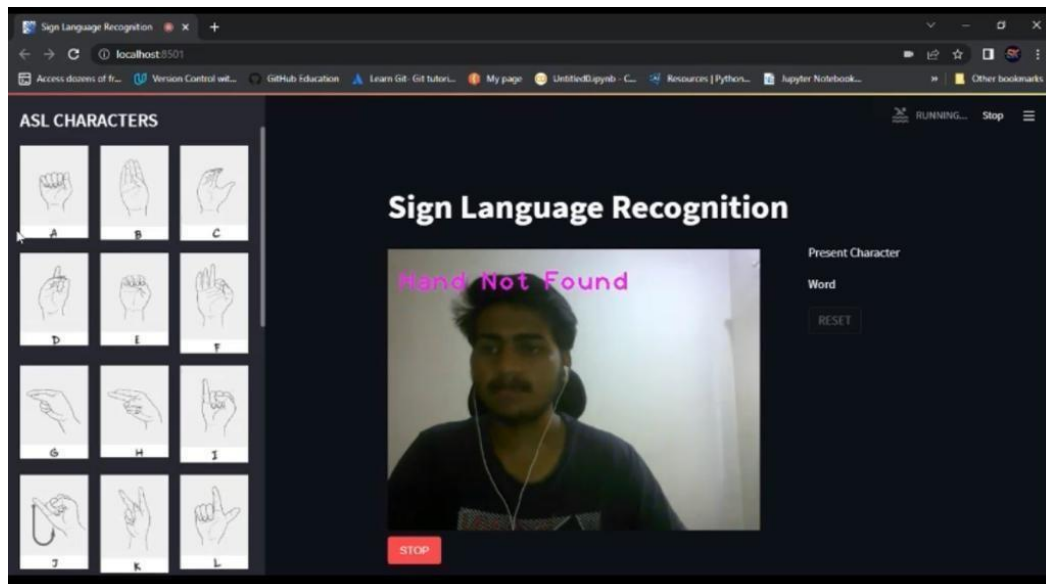 Sign Language Recognition
localhost:8501
Access dozens of fr... Version Control wit... GitHub Education Learn Git- Git tutori... My page Untitled0.ipynb - C... Resources | Python... Jupyter Notebook... » Other bookmarks
SK
ASL CHARACTERS
A B C
D E F
G H I
J K L
RUNNING... Stop
Sign Language Recognition
Hand Not Found
Present Character
Word
RESET
STOP